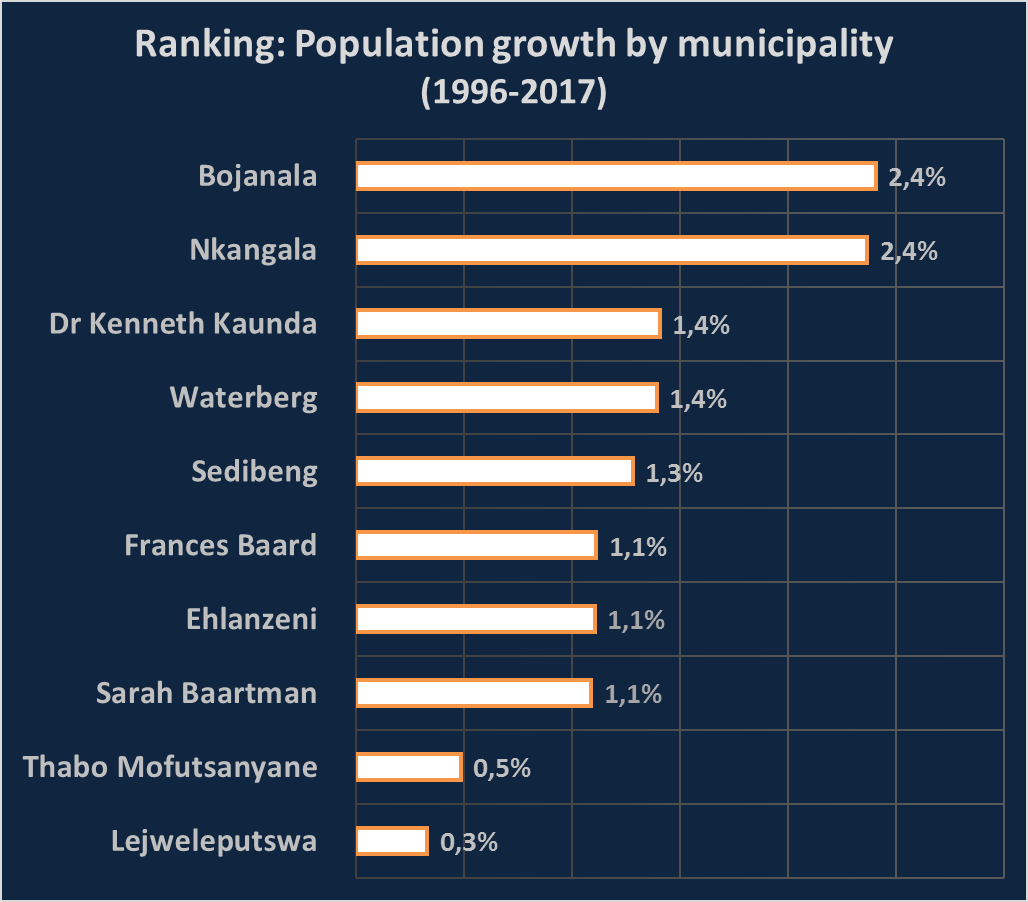 Ranking: Population growth by municipality
(1996-2017)
Bojanala 2,4%
Nkangala 2,4%
Dr Kenneth Kaunda 1,4%
Waterberg 1,4%
Sedibeng 1,3%
Frances Baard 1,1%
Ehlanzeni 1,1%
Sarah Baartman 1,1%
Thabo Mofutsanyane 0,5%
Lejweleputswa 0,3%